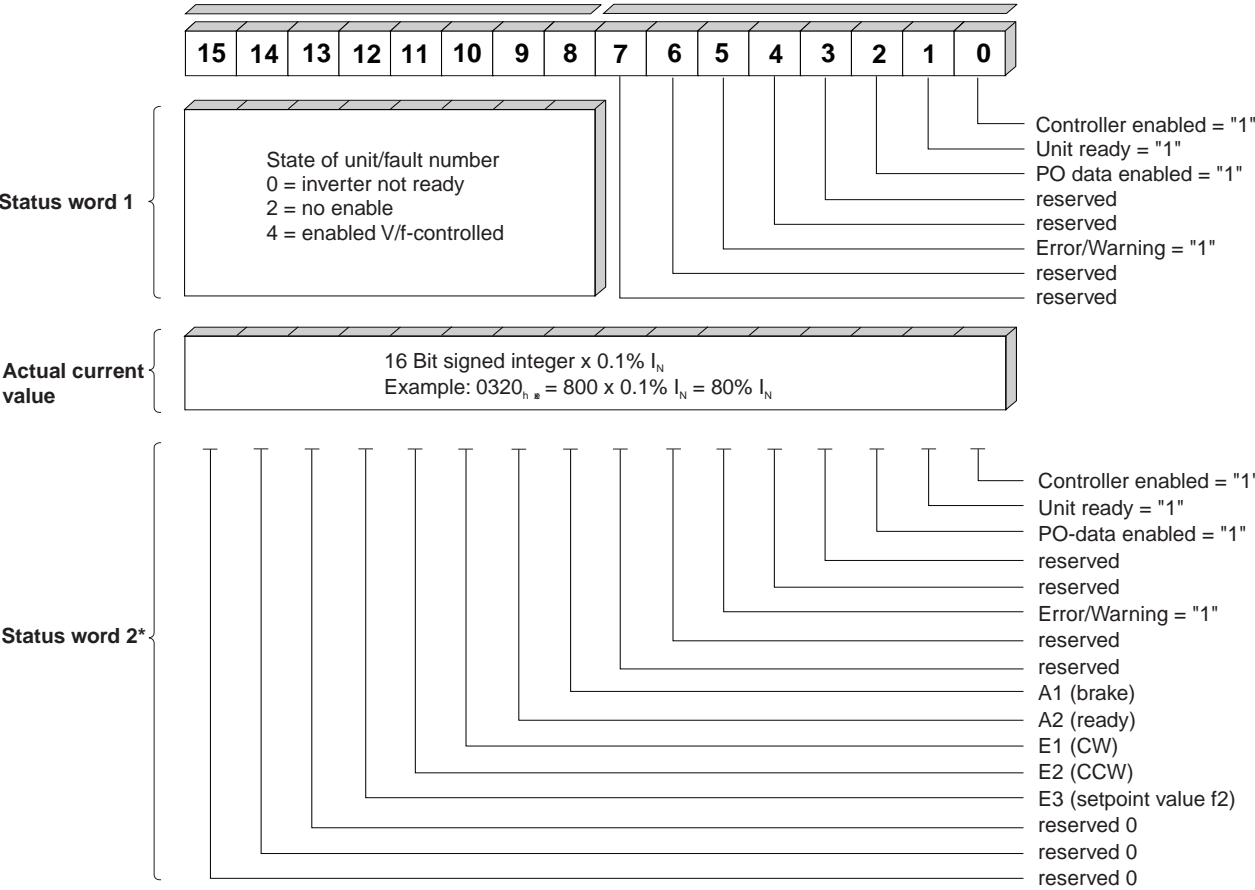 15 14 13 12 11 10 9 8 7 6 5 4 3 2 1 0
Status word 1
State of unit/fault number
0 = inverter not ready
2 = no enable
4 = enabled V/f-controlled
Controller enabled = "1"
Unit ready = "1"
PO data enabled = "1"
reserved
reserved
Error/Warning = "1"
reserved
reserved
Actual current
value
16 Bit signed integer x 0.1% I_N
Example: 0320 = 800 x 0.1% I_N = 80% I_N
Status word 2*
Controller enabled = "1"
Unit ready = "1"
PO-data enabled = "1"
reserved
reserved
Error/Warning = "1"
reserved
reserved
A1 (brake)
A2 (ready)
E1 (CW)
E2 (CCW)
E3 (setpoint value f2)
reserved 0
reserved 0
reserved 0